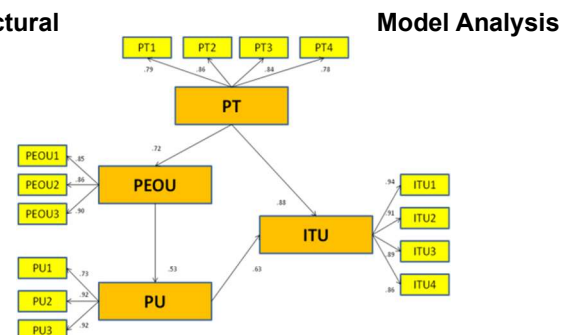 ctural Model Analysis
PT1 PT2 PT3 PT4
.79 .86 .84 .78
PT
.72
.88
PEOU1 .85
PEOU2 .86
PEOU3 .90
PEOU
ITU
.94 ITU1
.91 ITU2
.89 ITU3
.86 ITU4
.53
.63
PU1 .73
PU2 .92
PU3 .92
PU